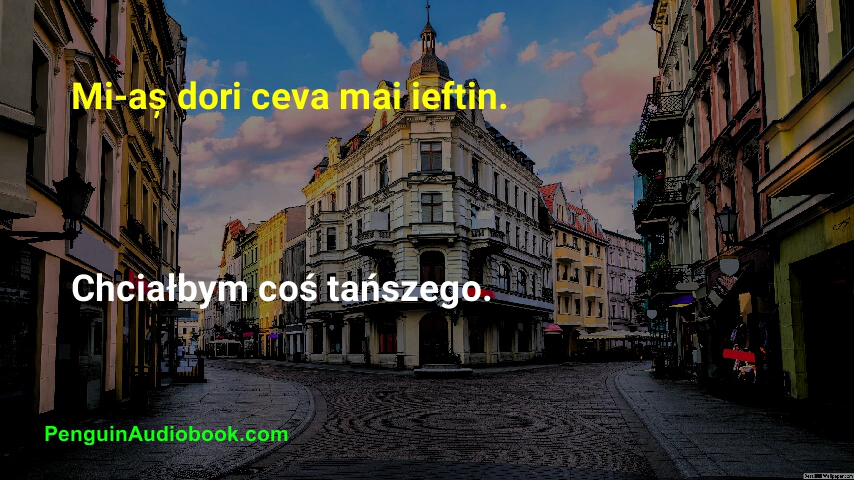 Mi-aș dori ceva mai ieftin.
Chciałbym coś tańszego.
PenguinAudiobook.com